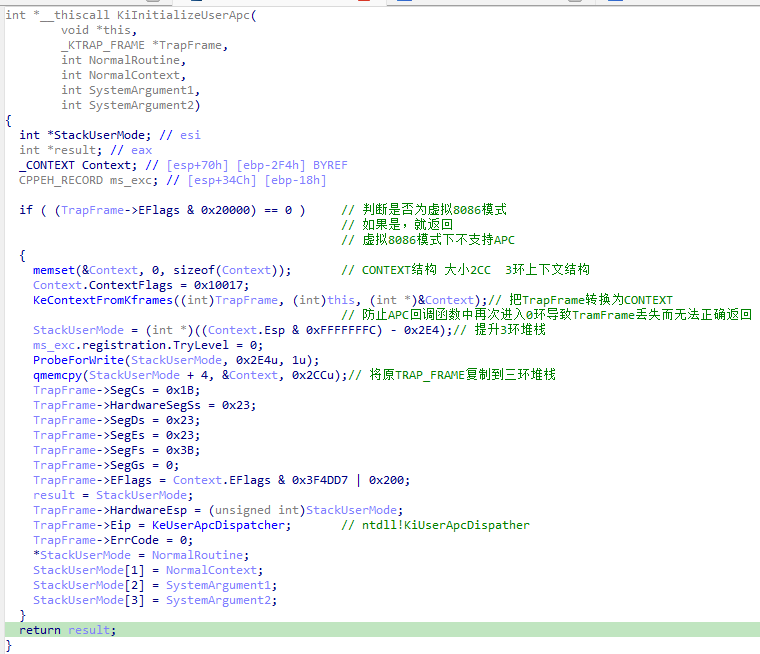 int *__thiscall KiInitializeUserApc(
void *this,
_KTRAP_FRAME *TrapFrame,
int NormalRoutine,
int NormalContext,
int SystemArgument1,
int SystemArgument2)
{
int *StackUserMode; // esi
int *result; // eax
_CONTEXT Context; // [esp+70h] [ebp-2F4h] BYREF
CPPEH_RECORD ms_exc; // [esp+34Ch] [ebp-18h]
if ( (TrapFrame->EFlags & 0x20000) == 0 ) // 判断是否为虚拟8086模式
// 如果是，就返回
// 虚拟8086模式下不支持APC
{
memset(&Context, 0, sizeof(Context)); // CONTEXT结构 大小2CC 3环上下文结构
Context.ContextFlags = 0x10017;
KeContextFromKframes((int)TrapFrame, (int)this, (int *)&Context);// 把TrapFrame转换为CONTEXT
// 防止APC回调函数中再次进入0环导致TramFrame丢失而无法正确返回
StackUserMode = (int *)((Context.Esp & 0xFFFFFFFC) - 0x2E4);// 提升3环堆栈
ms_exc.registration.TryLevel = 0;
ProbeForWrite(StackUserMode, 0x2E4u, 1u);
qmemcpy(StackUserMode + 4, &Context, 0x2CCu);// 将原TRAP_FRAME复制到三环堆栈
TrapFrame->SegCs = 0x1B;
TrapFrame->HardwareSegSs = 0x23;
TrapFrame->SegDs = 0x23;
TrapFrame->SegEs = 0x23;
TrapFrame->SegFs = 0x3B;
TrapFrame->SegGs = 0;
TrapFrame->EFlags = Context.EFlags & 0x3F4DD7 | 0x200;
result = StackUserMode;
TrapFrame->HardwareEsp = (unsigned int)StackUserMode;
TrapFrame->Eip = KeUserApcDispatcher; // ntdll!KiUserApcDispather
TrapFrame->ErrCode = 0;
*StackUserMode = NormalRoutine;
StackUserMode[1] = NormalContext;
StackUserMode[2] = SystemArgument1;
StackUserMode[3] = SystemArgument2;
}
return result;
}